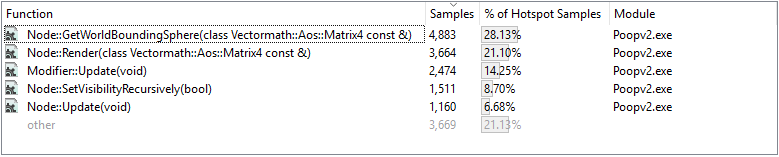 Function Samples % of Hotspot Samples Module
Node::GetWorldBoundingSphere(class Vectormath::Aos::Matrix4 const &) 4,883 28.13% Poopv2.exe
Node::Render(class Vectormath::Aos::Matrix4 const &) 3,664 21.10% Poopv2.exe
Modifier::Update(void) 2,474 14.25% Poopv2.exe
Node::SetVisibilityRecursively(bool) 1,511 8.70% Poopv2.exe
Node::Update(void) 1,160 6.68% Poopv2.exe
other 3,669 21.13%